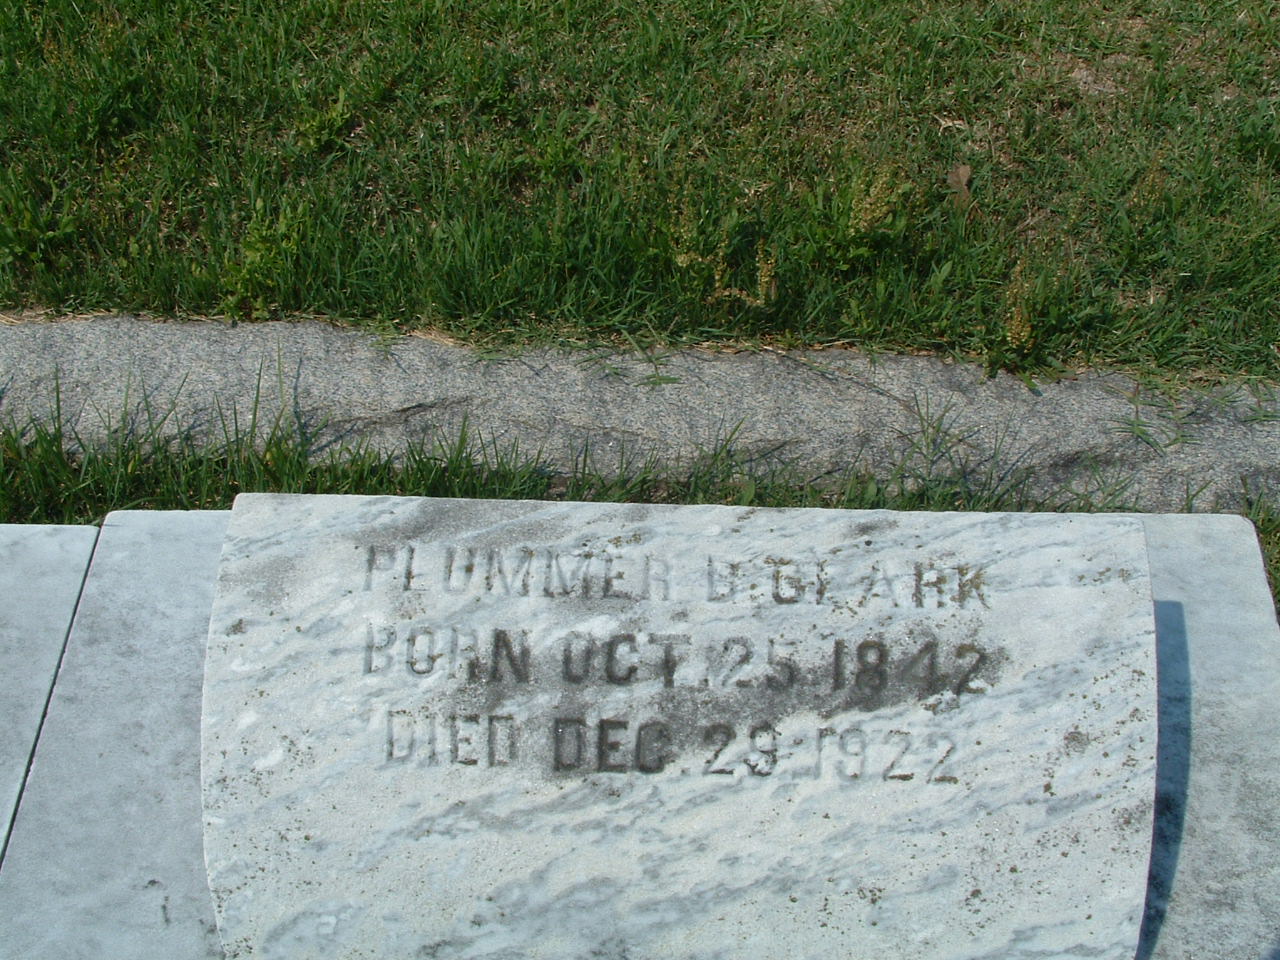 PLUMMER D. CLARK
BORN OCT. 25. 1842
DIED DEC. 29. 1922